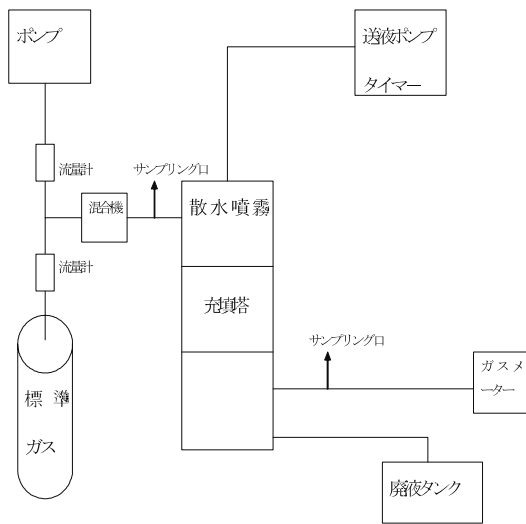 ポンプ
送液ポンプ
タイマー
流量計
サンプリング口
混合機
散水噴霧
流量計
充填塔
サンプリング口
ガスメ
ーター
標準
ガス
廃液タンク